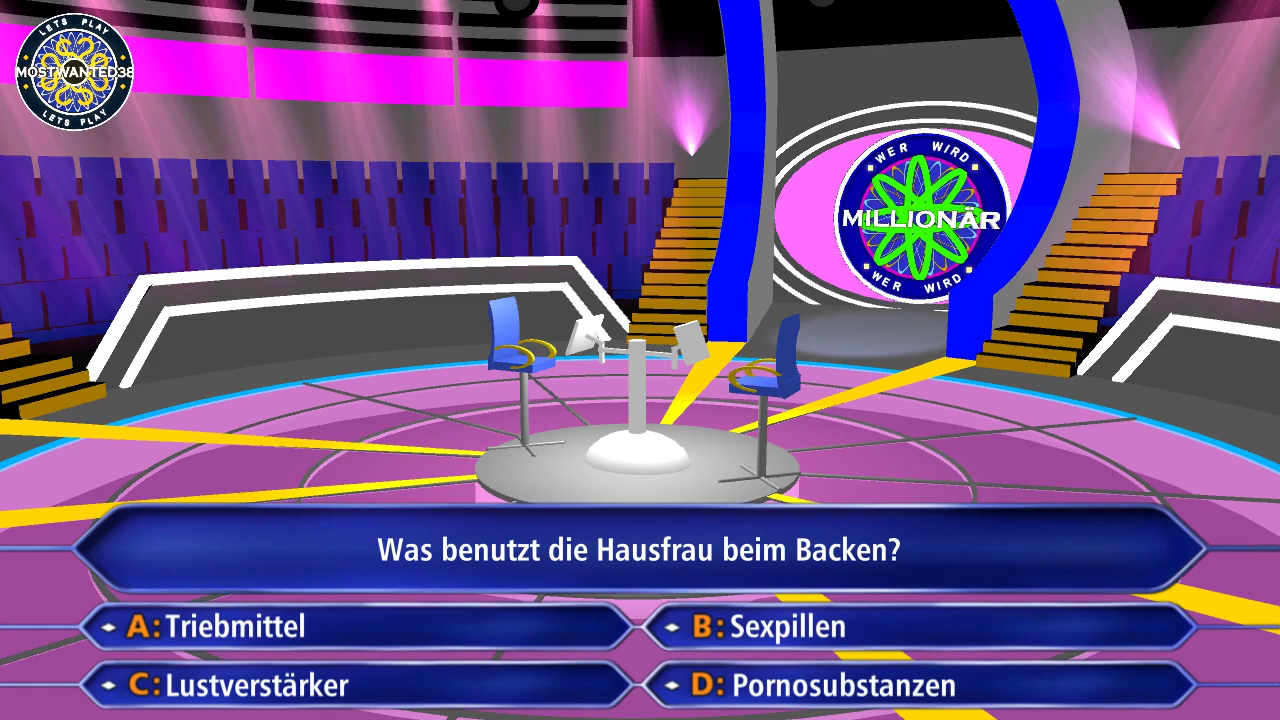 LETS PLAY
MOSTWANTED38
LETS PLAY
WER WIRD
MILLIONÄR
WER WIRD
Was benutzt die Hausfrau beim Backen?
A: Triebmittel
B: Sexpillen
C: Lustverstärker
D: Pornosubstanzen